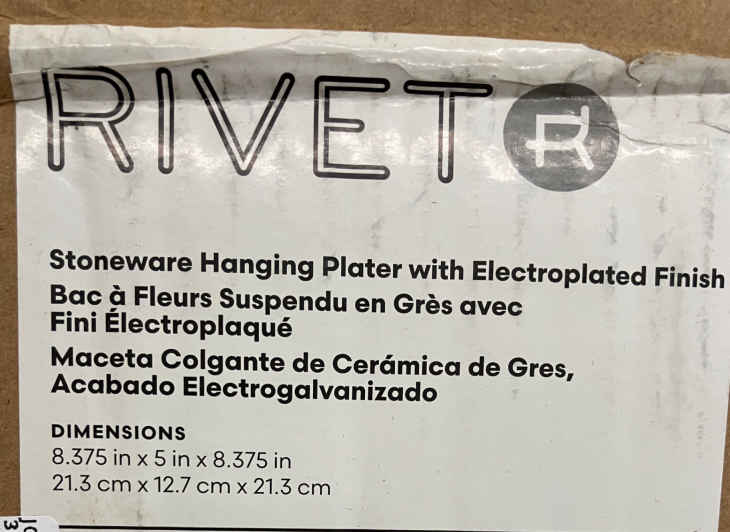 RIVET R
Stoneware Hanging Plater with Electroplated Finish
Bac à Fleurs Suspendu en Grès avec
Fini Électroplaqué
Maceta Colgante de Cerámica de Gres,
Acabado Electrogalvanizado
DIMENSIONS
8.375 in x 5 in x 8.375 in
21.3 cm x 12.7 cm x 21.3 cm